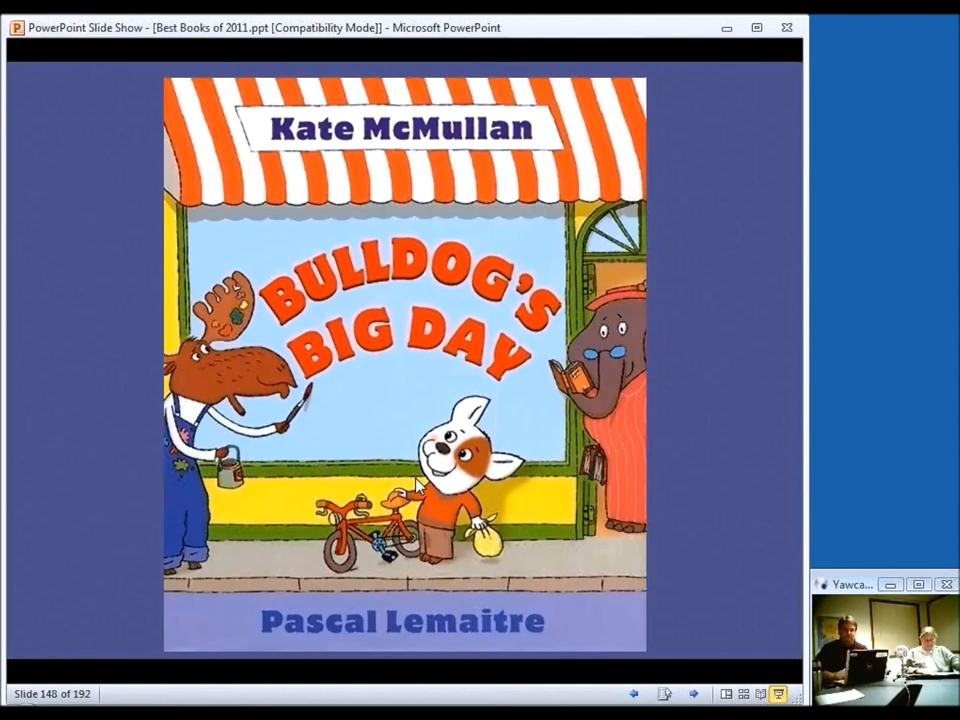 PowerPoint Slide Show - [Best Books of 2011.ppt [Compatibility Mode]] - Microsoft PowerPoint
Kate McMullan
BULLDOG'S
BIG DAY
Pascal Lemaitre
Yawca...
Slide 148 of 192